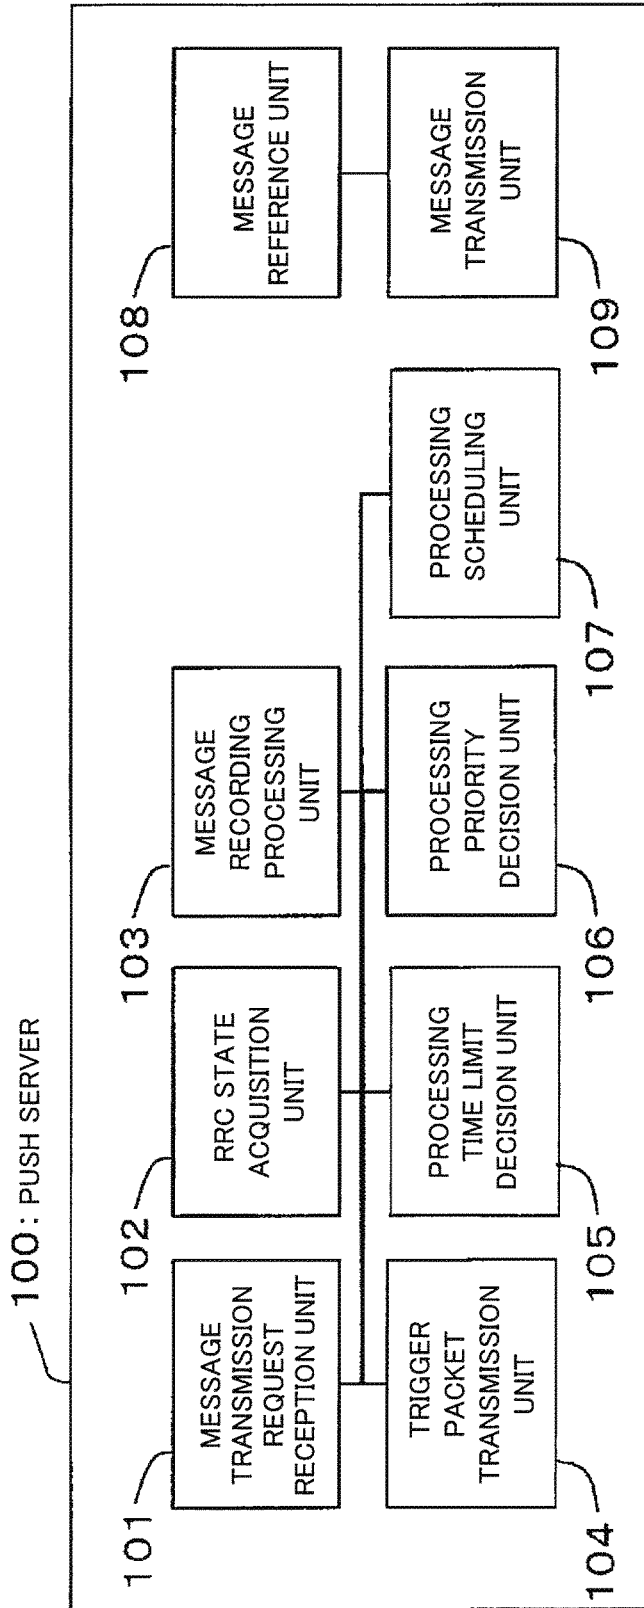 100: PUSH SERVER
101
MESSAGE
TRANSMISSION
REQUEST
RECEPTION UNIT
102
RRC STATE
ACQUISITION
UNIT
103
MESSAGE
RECORDING
PROCESSING
UNIT
108
MESSAGE
REFERENCE UNIT
104
TRIGGER
PACKET
TRANSMISSION
UNIT
105
PROCESSING
TIME LIMIT
DECISION UNIT
106
PROCESSING
PRIORITY
DECISION UNIT
107
PROCESSING
SCHEDULING
UNIT
109
MESSAGE
TRANSMISSION
UNIT